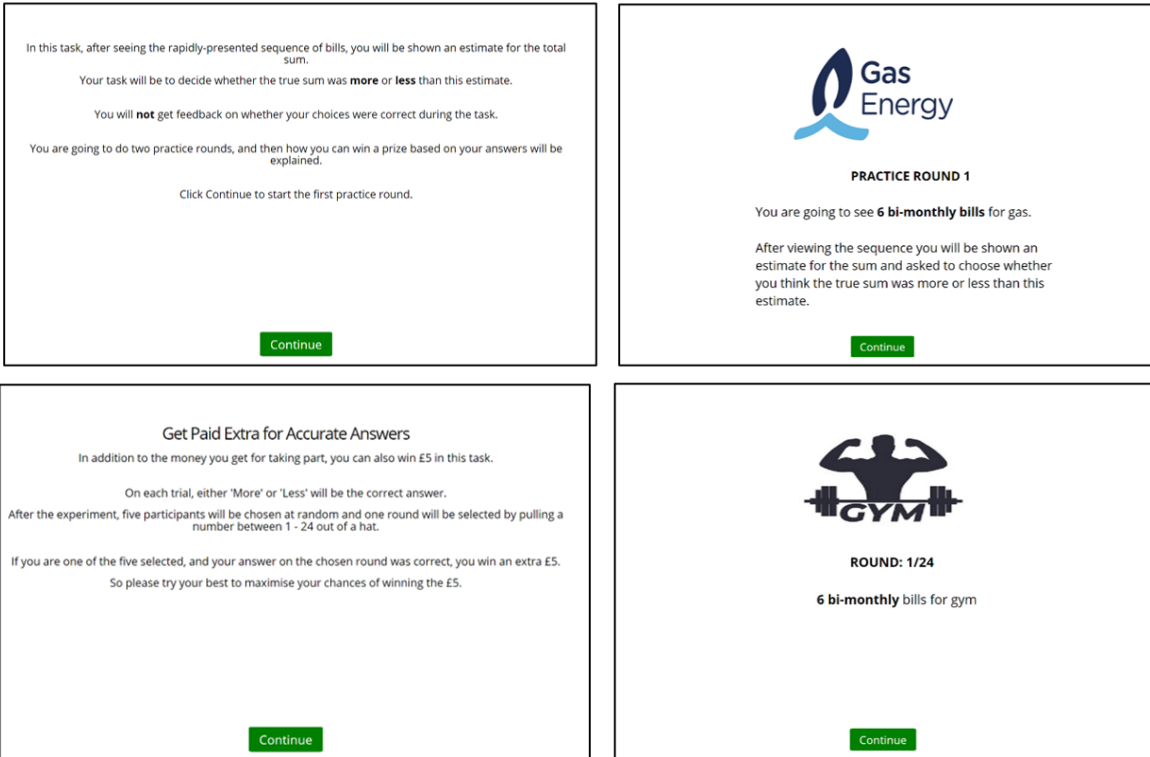 In this task, after seeing the rapidly-presented sequence of bills, you will be shown an estimate for the total
sum.
Your task will be to decide whether the true sum was more or less than this estimate.
You will not get feedback on whether your choices were correct during the task.
You are going to do two practice rounds, and then how you can win a prize based on your answers will be
explained.
Click Continue to start the first practice round.
Continue
Gas
Energy
PRACTICE ROUND 1
You are going to see 6 bi-monthly bills for gas.
After viewing the sequence you will be shown an
estimate for the sum and asked to choose whether
you think the true sum was more or less than this
estimate.
Continue
Get Paid Extra for Accurate Answers
In addition to the money you get for taking part, you can also win £5 in this task.
On each trial, either 'More' or 'Less' will be the correct answer.
After the experiment, five participants will be chosen at random and one round will be selected by pulling a
number between 1 - 24 out of a hat.
If you are one of the five selected, and your answer on the chosen round was correct, you win an extra £5.
So please try your best to maximise your chances of winning the £5.
Continue
GYM
ROUND: 1/24
6 bi-monthly bills for gym
Continue